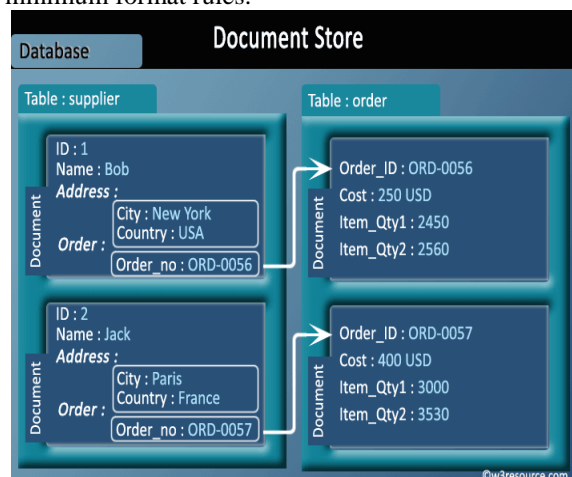 minimum format rules.
Document Store
Database
Table : supplier
ID : 1
Name : Bob
Address :
City : New York
Country : USA
Order :
Order_no : ORD-0056
Document
ID : 2
Name : Jack
Address :
City : Paris
Country : France
Order :
Order_no : ORD-0057
Document
Table : order
Order_ID : ORD-0056
Cost : 250 USD
Item_Qty1 : 2450
Item_Qty2 : 2560
Document
Order_ID : ORD-0057
Cost : 400 USD
Item_Qty1 : 3000
Item_Qty2 : 3530
Document
©w3resource.com